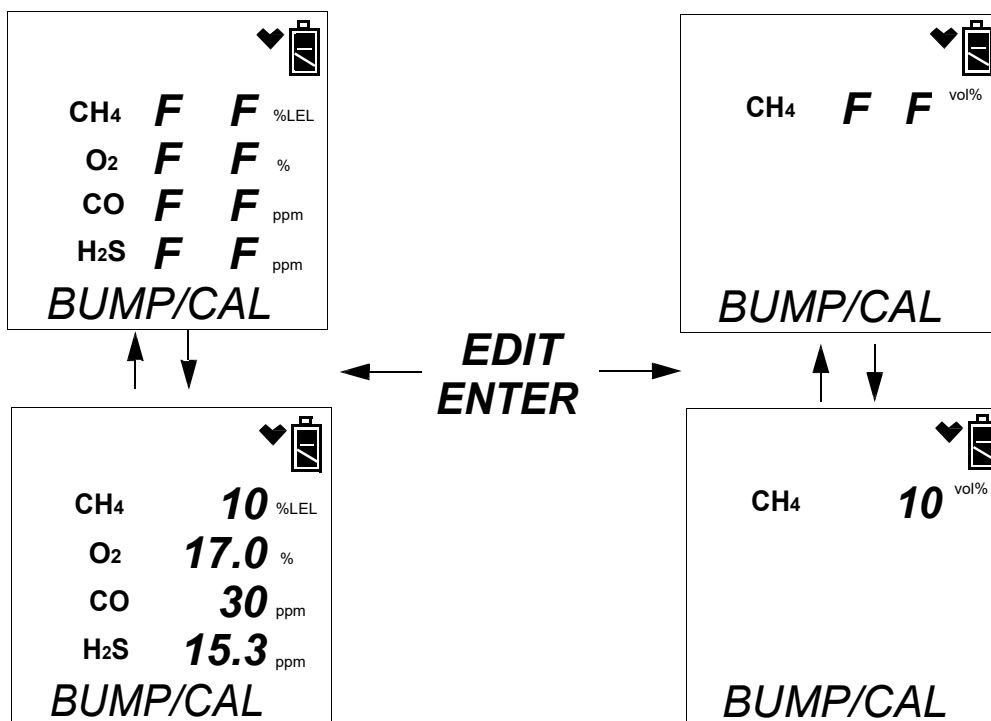 CH4 F F %LEL
O2 F F %
CO F F ppm
H2S F F ppm
BUMP/CAL
CH4 F F vol%
BUMP/CAL
EDIT
ENTER
CH4 10 %LEL
O2 17.0 %
CO 30 ppm
H2S 15.3 ppm
BUMP/CAL
CH4 10 vol%
BUMP/CAL